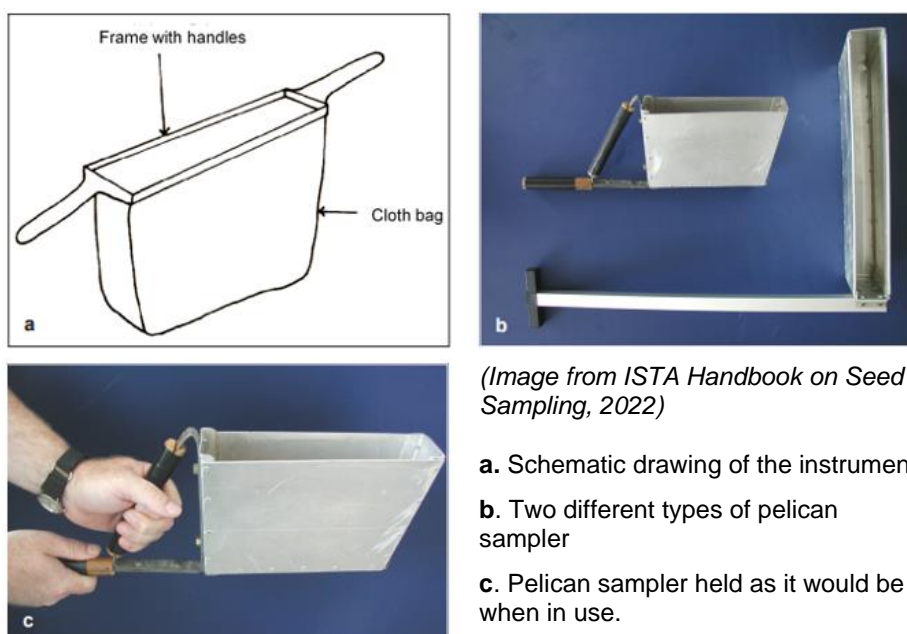 Frame with handles
Cloth bag
a
b
c
(Image from ISTA Handbook on Seed
Sampling, 2022)
a. Schematic drawing of the instrumen
b. Two different types of pelican
sampler
c. Pelican sampler held as it would be
when in use.